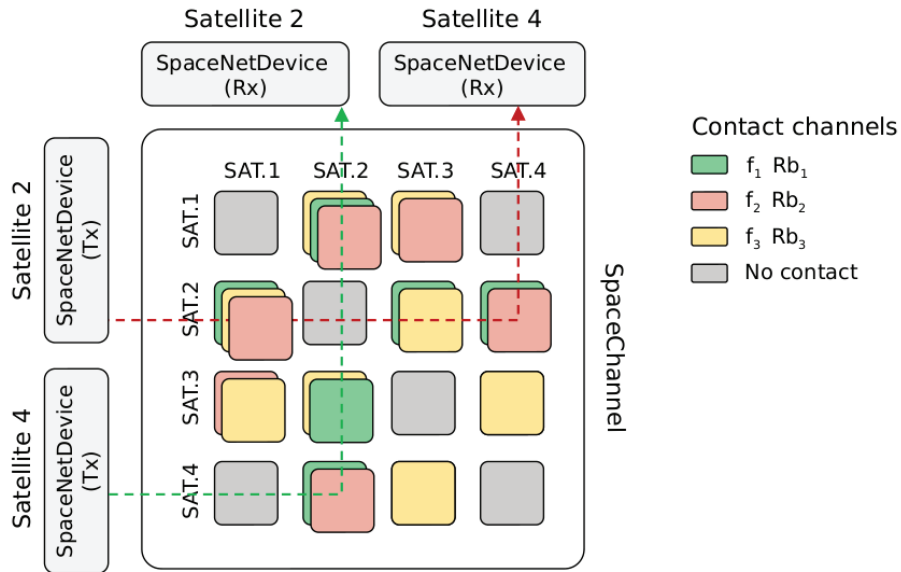 Satellite 2
Satellite 4
SpaceNetDevice
(Rx)
SpaceNetDevice
(Rx)
Contact channels
f₁ Rb₁
f₂ Rb₂
f₃ Rb₃
No contact
SAT.1
SAT.2
SAT.3
SAT.4
SAT.1
SAT.2
SAT.3
SAT.4
Satellite 2
SpaceNetDevice
(Tx)
Satellite 4
SpaceNetDevice
(Tx)
SpaceChannel